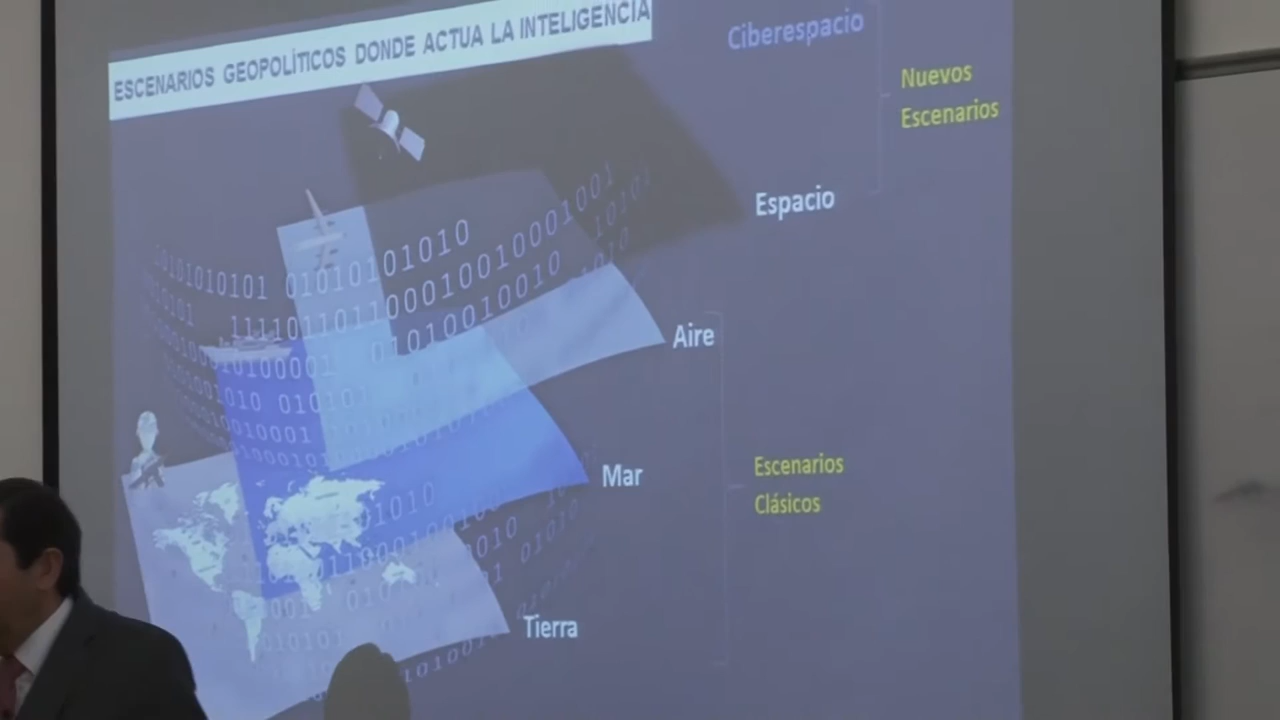 ESCENARIOS GEOPOLÍTICOS DONDE ACTUA LA INTELIGENCIA
Ciberespacio
Nuevos
Escenarios
Espacio
Aire
Escenarios
Clásicos
Mar
Tierra